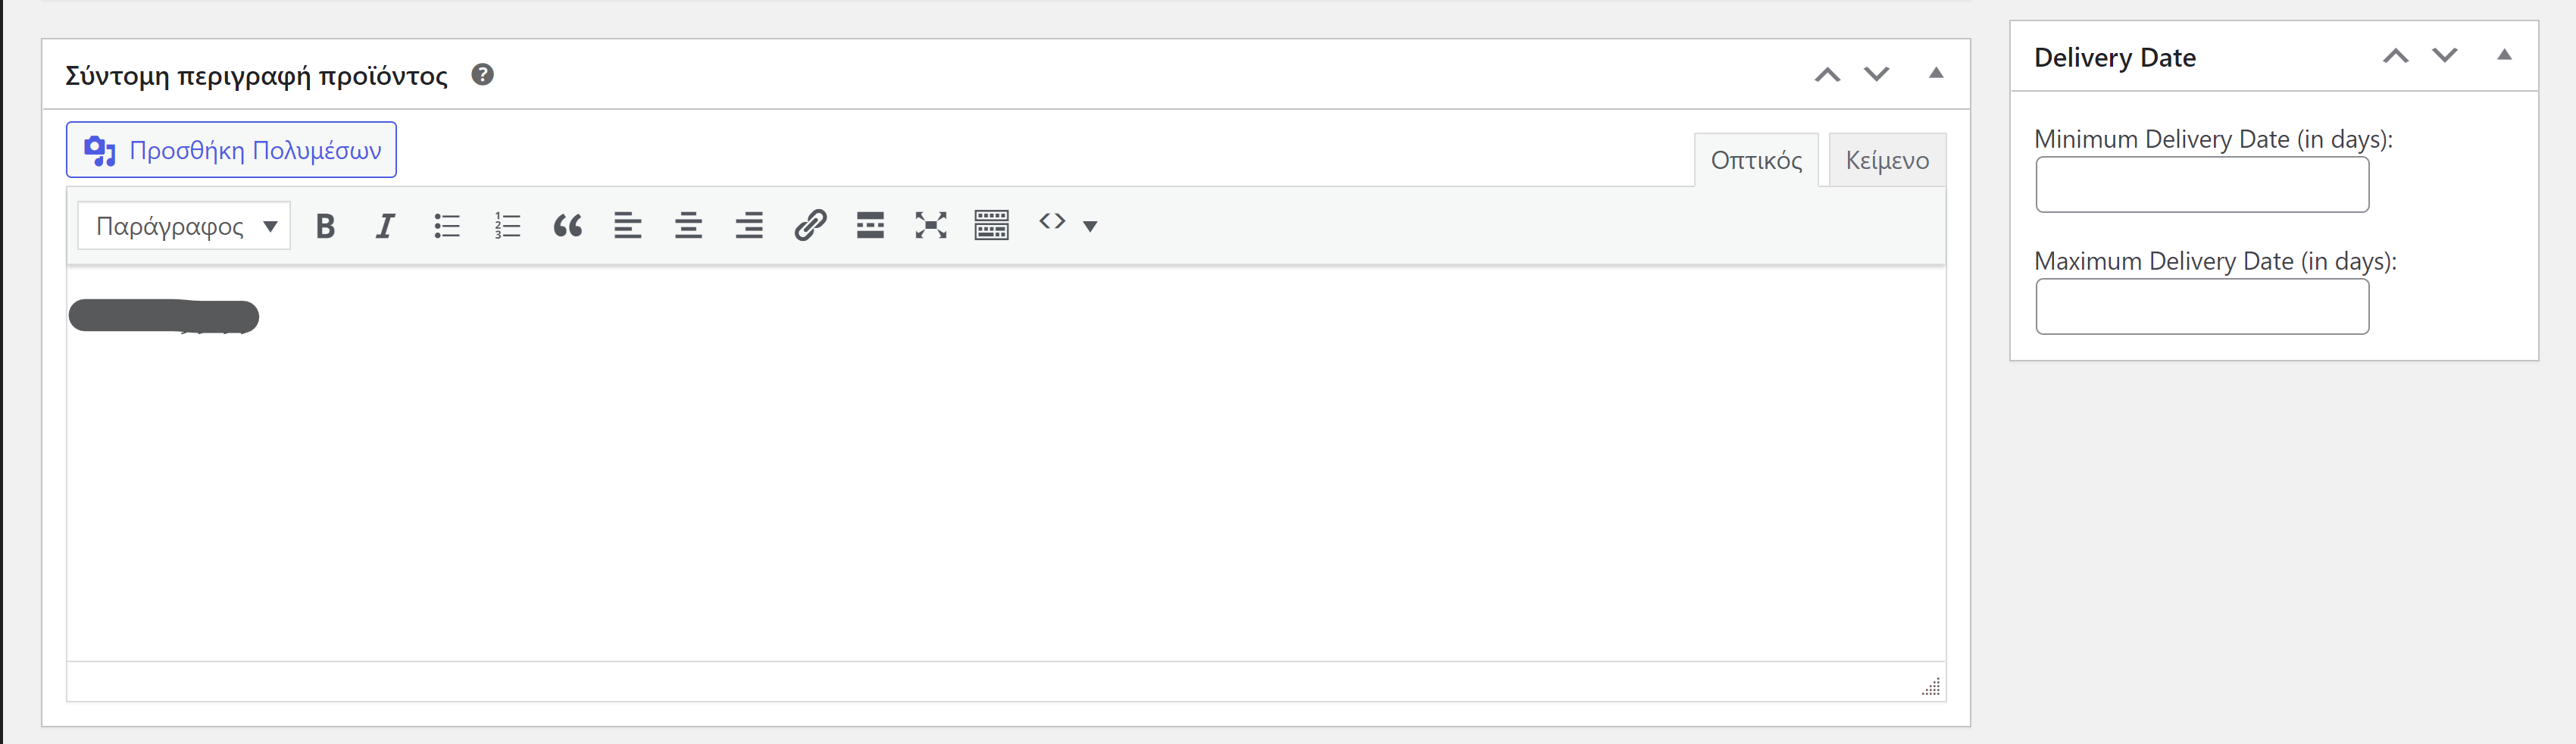 Σύντομη περιγραφή προϊόντος
Προσθήκη Πολυμέσων
Οπτικός
Κείμενο
Παράγραφος
Delivery Date
Minimum Delivery Date (in days):
Maximum Delivery Date (in days):